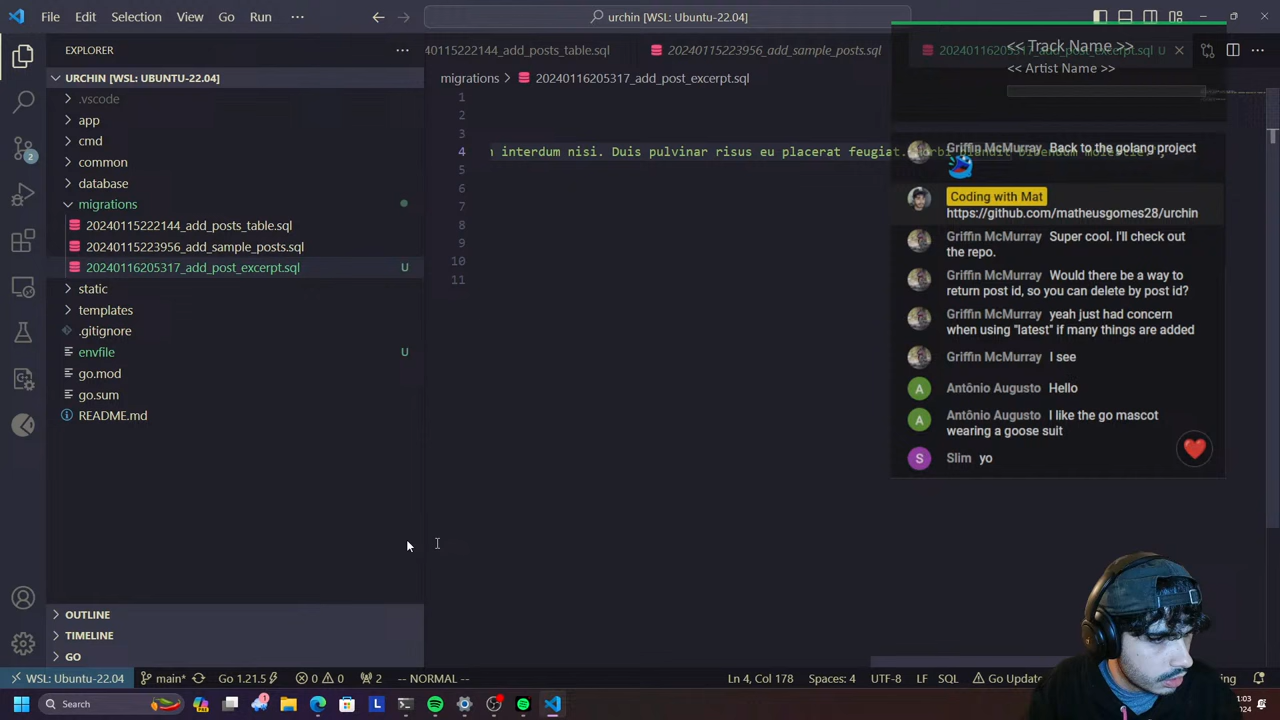 File Edit Selection View Go Run ···
urchin [WSL: Ubuntu-22.04]
EXPLORER
URCHIN [WSL: UBUNTU-22.04]
.vscode
app
cmd
common
database
migrations
20240115222144_add_posts_table.sql
20240115223956_add_sample_posts.sql
20240116205317_add_post_excerpt.sql U
static
templates
.gitignore
envfile U
go.mod
go.sum
README.md
OUTLINE
TIMELINE
GO
40115222144_add_posts_table.sql 20240115223956_add_sample_posts.sql 20240116205317_add_post_excerpt.sql U
migrations > 20240116205317_add_post_excerpt.sql
1
2
3
4 interdum nisi. Duis pulvinar risus eu placerat feugiat. Morbi blandit bibendum molestie.
5
6
7
8
9
10
11
<< Track Name >>
<< Artist Name >>
Griffin McMurray Back to the golang project
Coding with Mat
https://github.com/matheusgomes28/urchin
Griffin McMurray Super cool. I'll check out
the repo.
Griffin McMurray Would there be a way to
return post id, so you can delete by post id?
Griffin McMurray yeah just had concern
when using "latest" if many things are added
Griffin McMurray I see
A Antônio Augusto Hello
A Antônio Augusto I like the go mascot
wearing a goose suit
S Slim yo
2
WSL: Ubuntu-22.04 main* Go 1.21.5 0 0 2 -- NORMAL -- Ln 4, Col 178 Spaces: 4 UTF-8 LF SQL Go Upda
Search